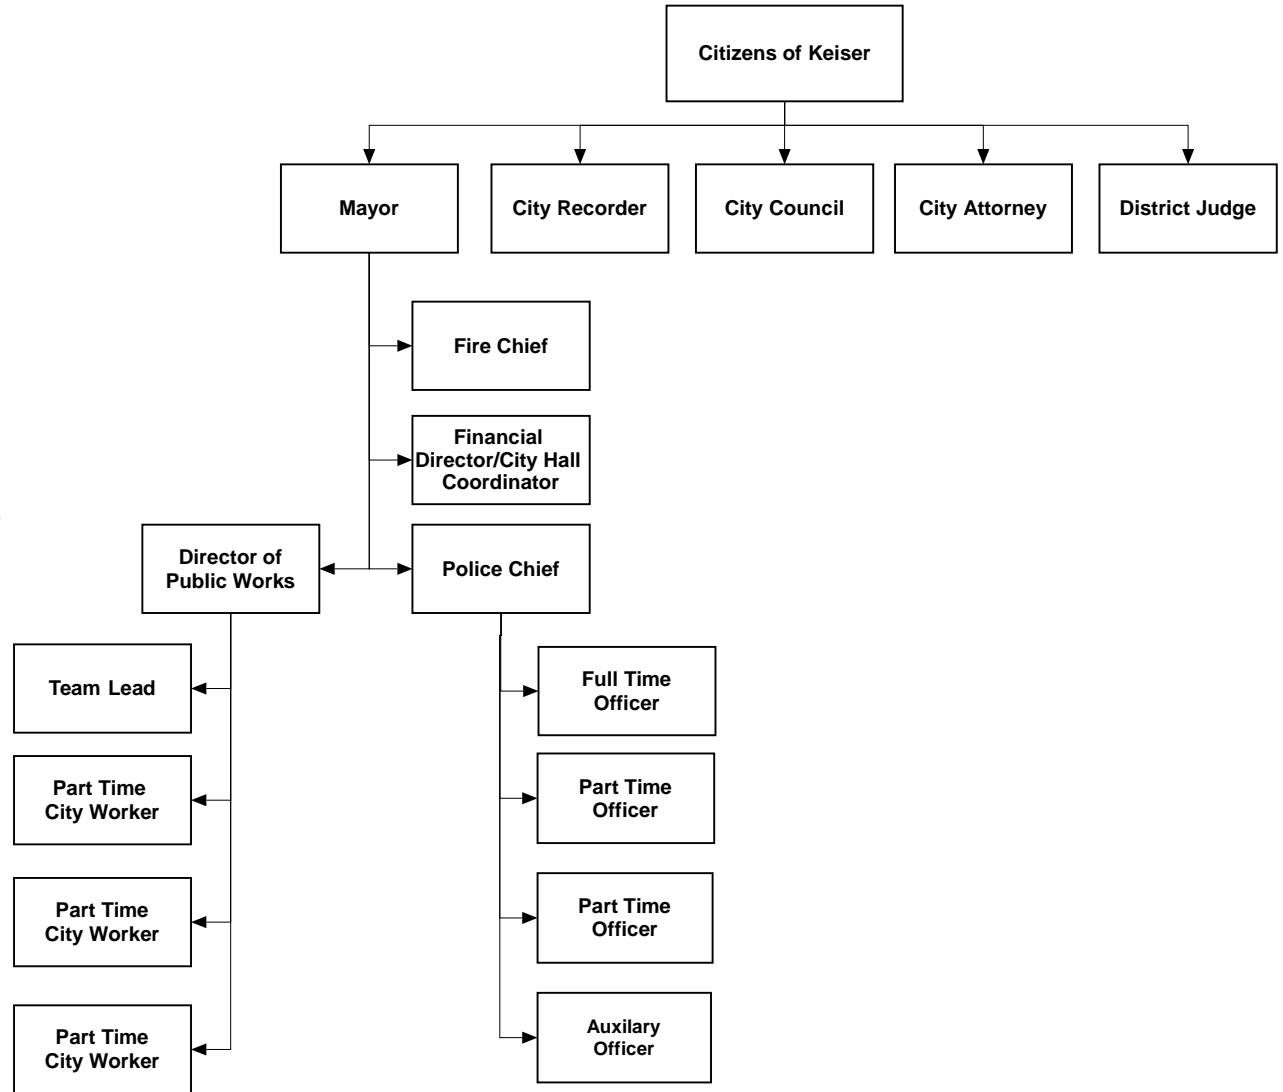 Citizens of Keiser
Mayor
City Recorder
City Council
City Attorney
District Judge
Fire Chief
Financial
Director/City Hall
Coordinator
Director of
Public Works
Police Chief
Team Lead
Full Time
Officer
Part Time
City Worker
Part Time
Officer
Part Time
City Worker
Part Time
Officer
Part Time
City Worker
Auxilary
Officer